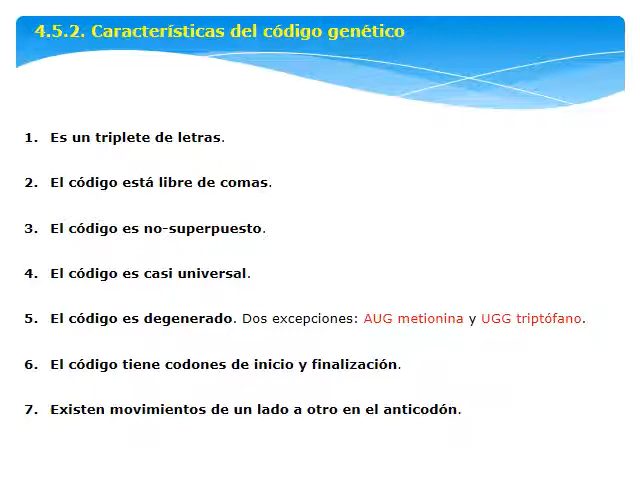 4.5.2. Características del código genético
1. Es un triplete de letras.
2. El código está libre de comas.
3. El código es no-superpuesto.
4. El código es casi universal.
5. El código es degenerado. Dos excepciones: AUG metionina y UGG triptófano.
6. El código tiene codones de inicio y finalización.
7. Existen movimientos de un lado a otro en el anticodón.